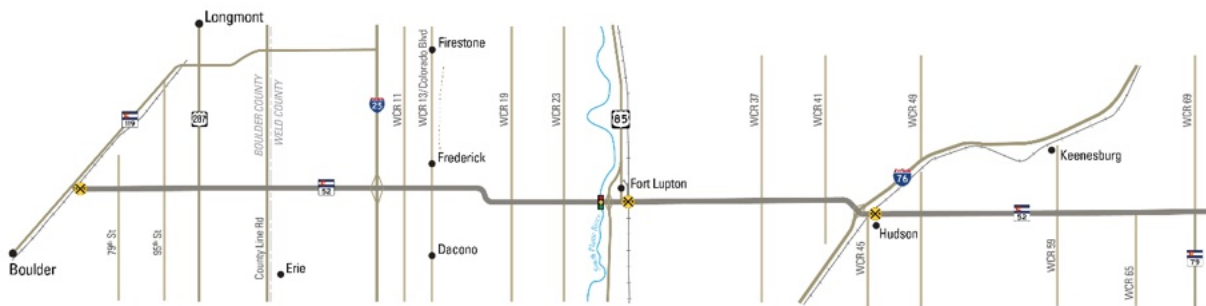 Longmont
Firestone
WCR 13/Colorado Blvd
WCR 11
WCR 19
WCR 23
WCR 37
WCR 41
WCR 49
WCR 69
BOULDER COUNTY
WELD COUNTY
119
287
25
85
76
Keenesburg
Frederick
52
Fort Lupton
52
79th St
95th St
County Line Rd
Boulder
Erie
Dacono
South Platte River
Hudson
WCR 45
WCR 59
WCR 65
79